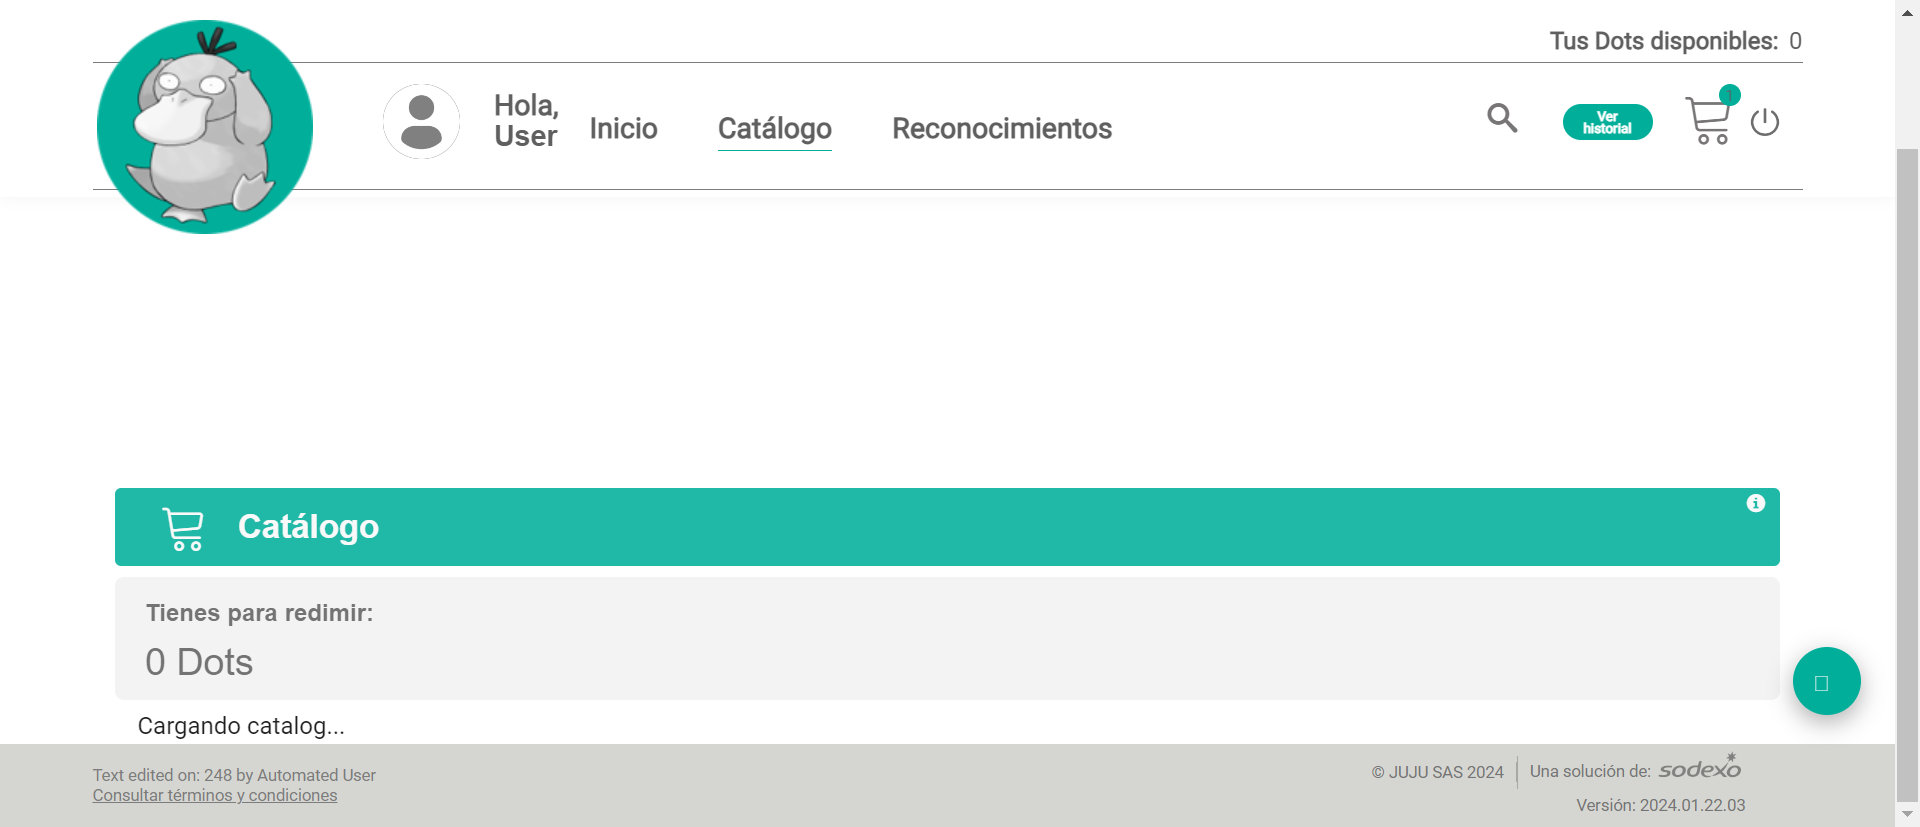 Tus Dots disponibles: 0
Hola,
User
Inicio
Catálogo
Reconocimientos
Ver
historial
1
Catálogo
Tienes para redimir:
0 Dots
Cargando catalog...
Text edited on: 248 by Automated User
Consultar términos y condiciones
© JUJU SAS 2024
Una solución de: sodexo
Versión: 2024.01.22.03